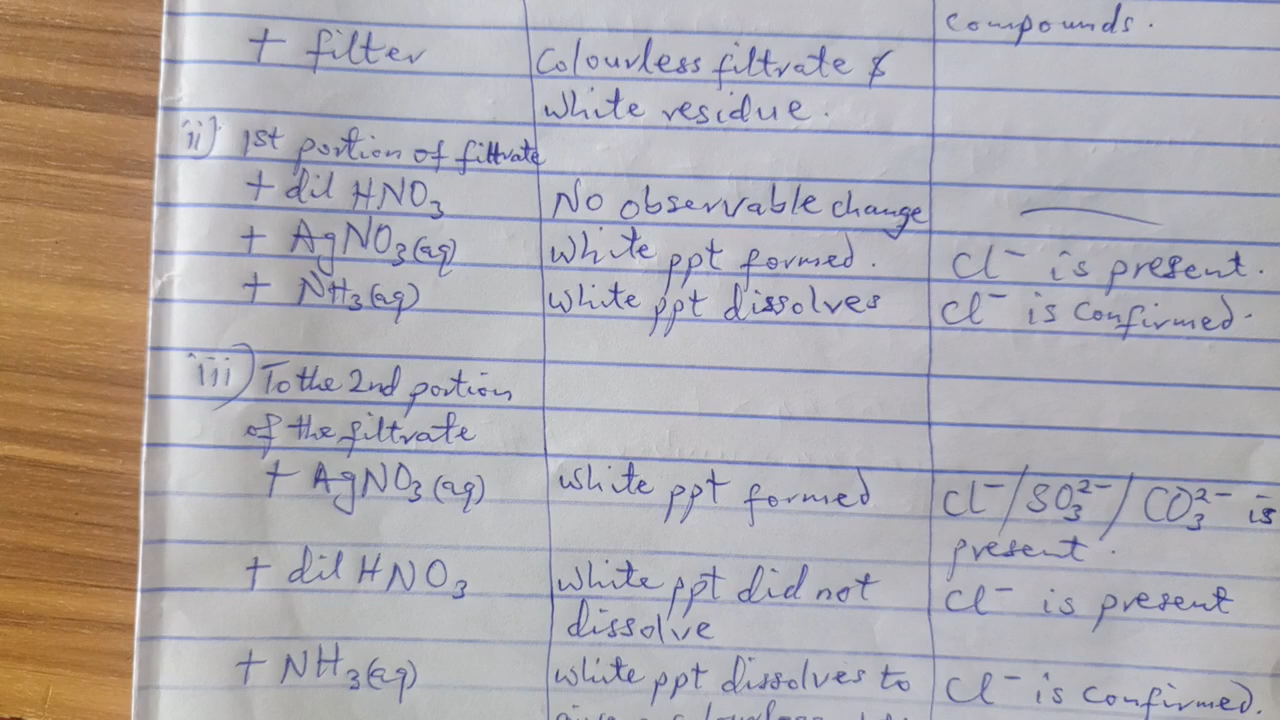 compounds.
+ filter Colourless filtrate &
white residue.
ii) 1st portion of filtrate
+ dil HNO3 No observable change
+ AgNO3(aq) white ppt formed. Cl⁻ is present.
+ NH3(aq) white ppt dissolves Cl⁻ is confirmed.
iii) To the 2nd portion
of the filtrate
+ AgNO3(aq) white ppt formed Cl⁻/SO3²⁻/CO3²⁻ is
present.
+ dil HNO3 white ppt did not Cl⁻ is present
dissolve
+ NH3(aq) white ppt dissolves to Cl⁻ is confirmed.